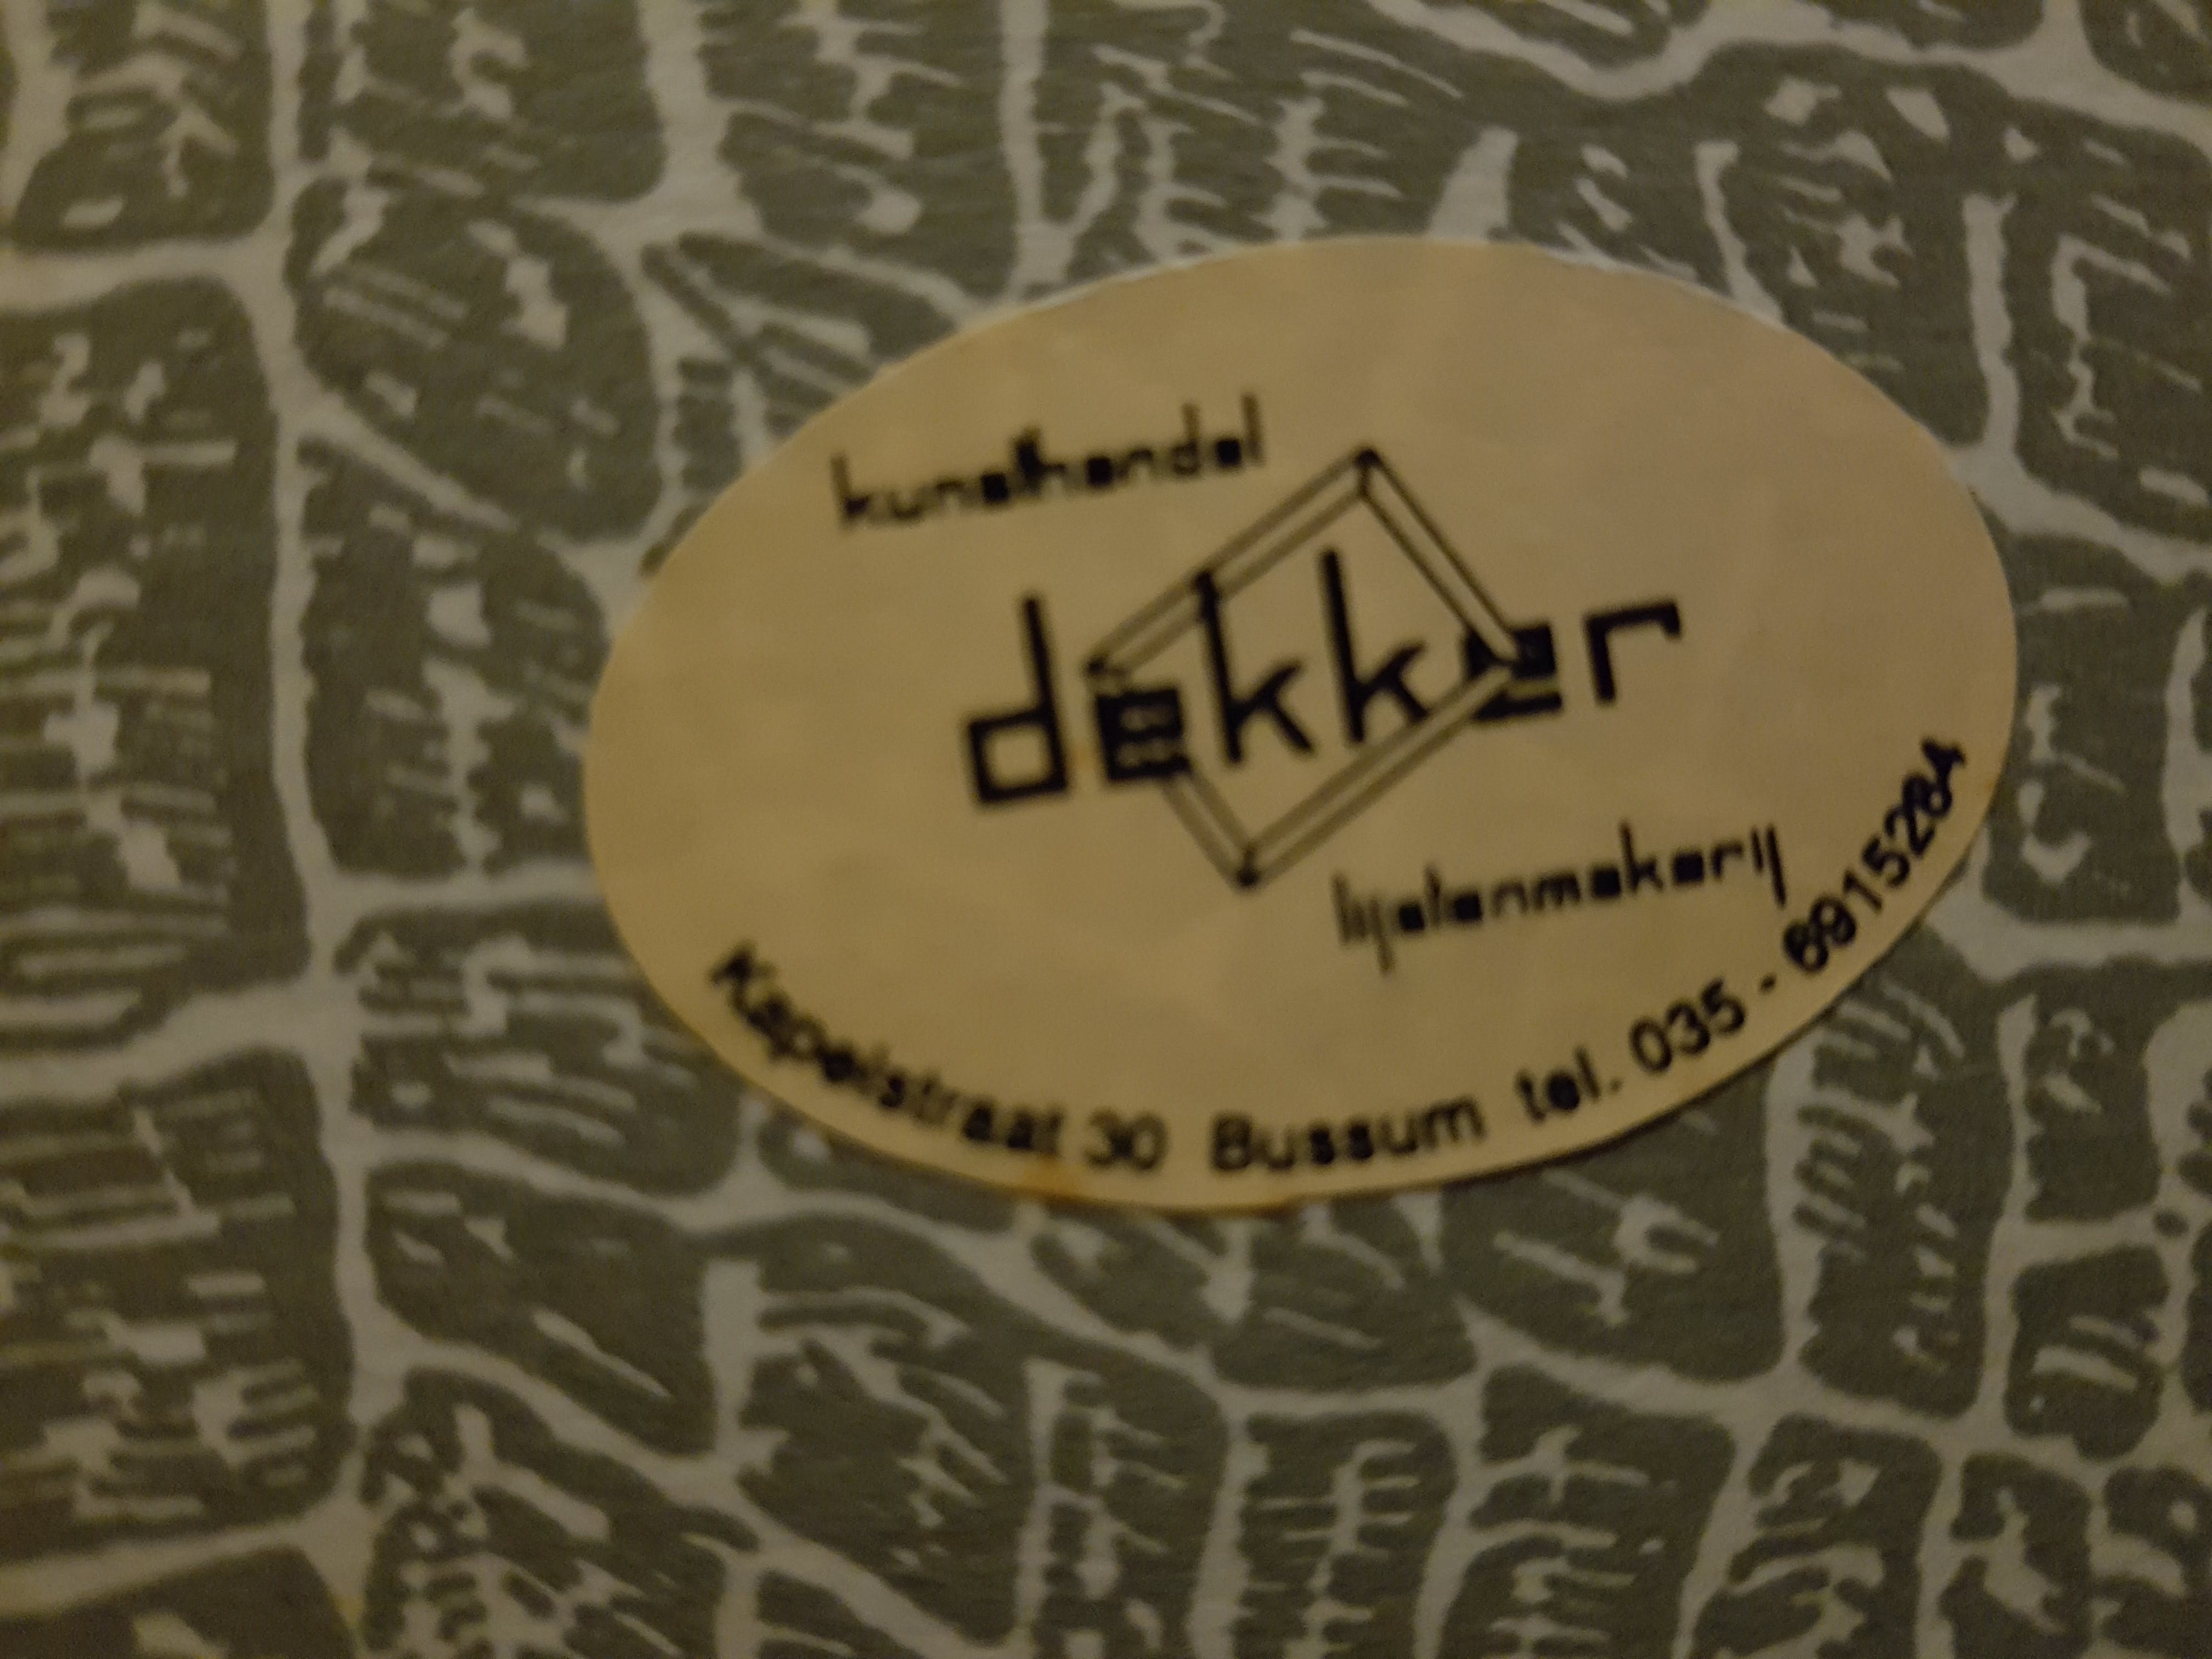 kunsthandel
dekker
lijstenmakerij
Kapelstraat 30 Bussum tel. 035 - 6915284